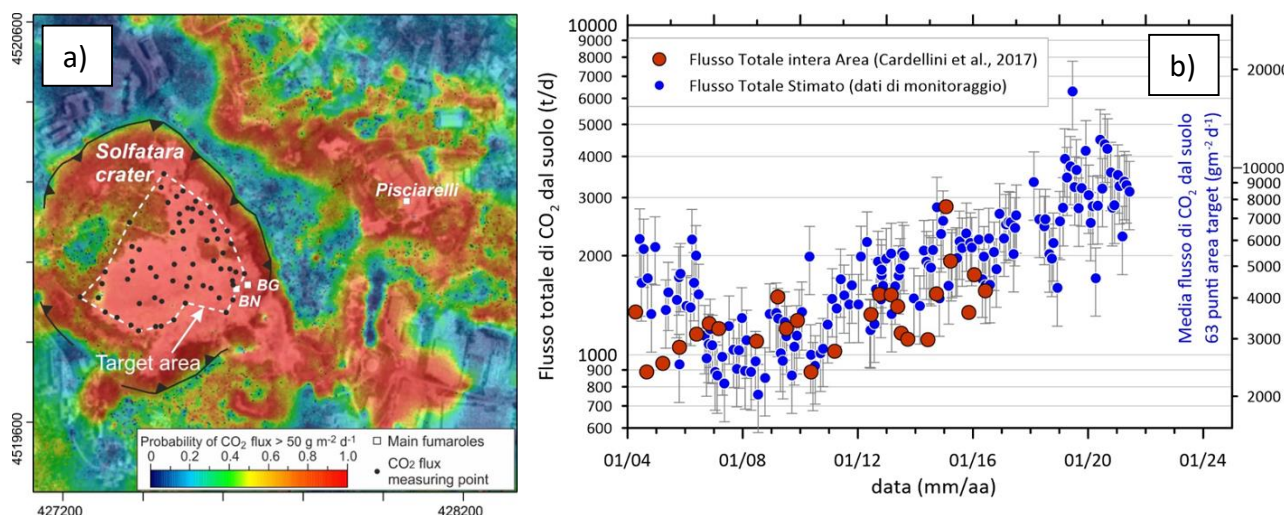 a)
4520600
4519600
Solfatara
crater
Pisciarelli
BG
BN
Target area
Probability of CO2 flux > 50 g m-2 d-1
0 0.2 0.4 0.6 0.8 1.0
Main fumaroles
CO2 flux
measuring point
427200
428200
b)
Flusso totale di CO2 dal suolo (t/d)
10000
9000
8000
7000
6000
5000
4000
3000
2000
1000
900
800
700
600
Flusso Totale intera Area (Cardellini et al., 2017)
Flusso Totale Stimato (dati di monitoraggio)
20000
10000
9000
8000
7000
6000
5000
4000
3000
2000
Media flusso di CO2 dal suolo
63 punti area target (gm-2 d-1)
01/04 01/08 01/12 01/16 01/20 01/24
data (mm/aa)